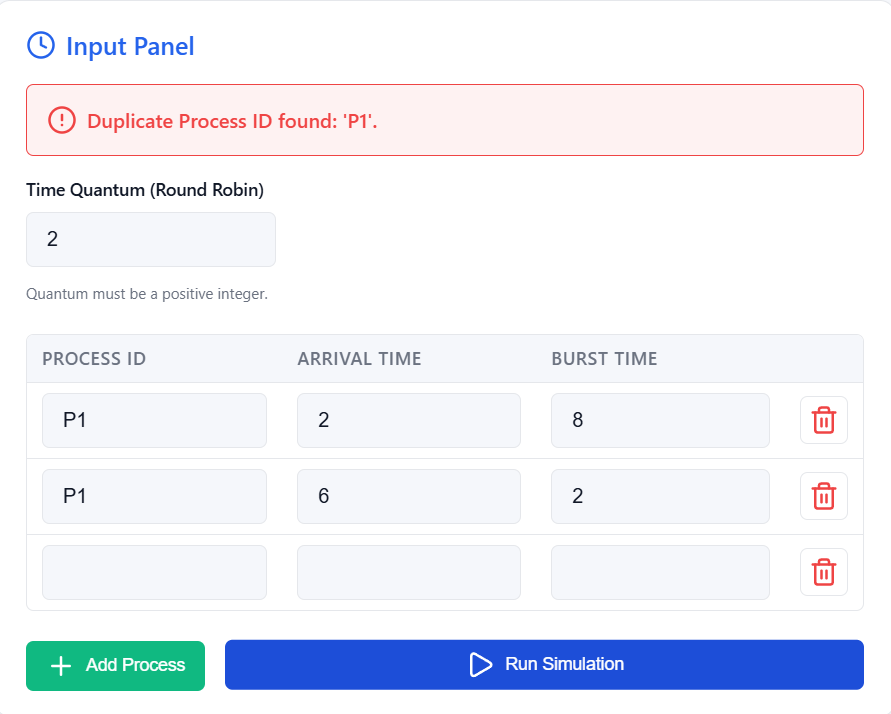 Input Panel
Duplicate Process ID found: 'P1'.
Time Quantum (Round Robin)
2
Quantum must be a positive integer.
PROCESS ID ARRIVAL TIME BURST TIME
P1 2 8
P1 6 2
Add Process Run Simulation